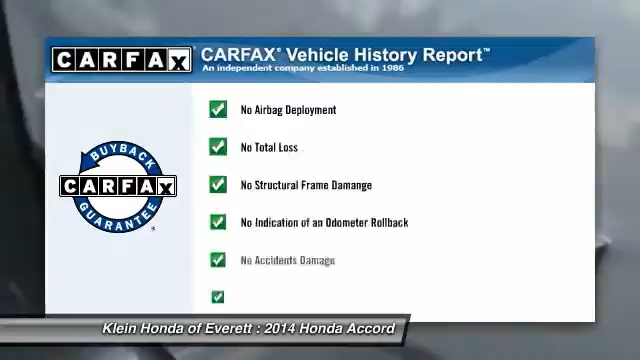 CARFAX CARFAX® Vehicle History Report™
An independent company established in 1986
No Airbag Deployment
No Total Loss
No Structural Frame Damange
No Indication of an Odometer Rollback
No Accidents Damage
BUYBACK
CARFAX
GUARANTEE
Klein Honda of Everett : 2014 Honda Accord